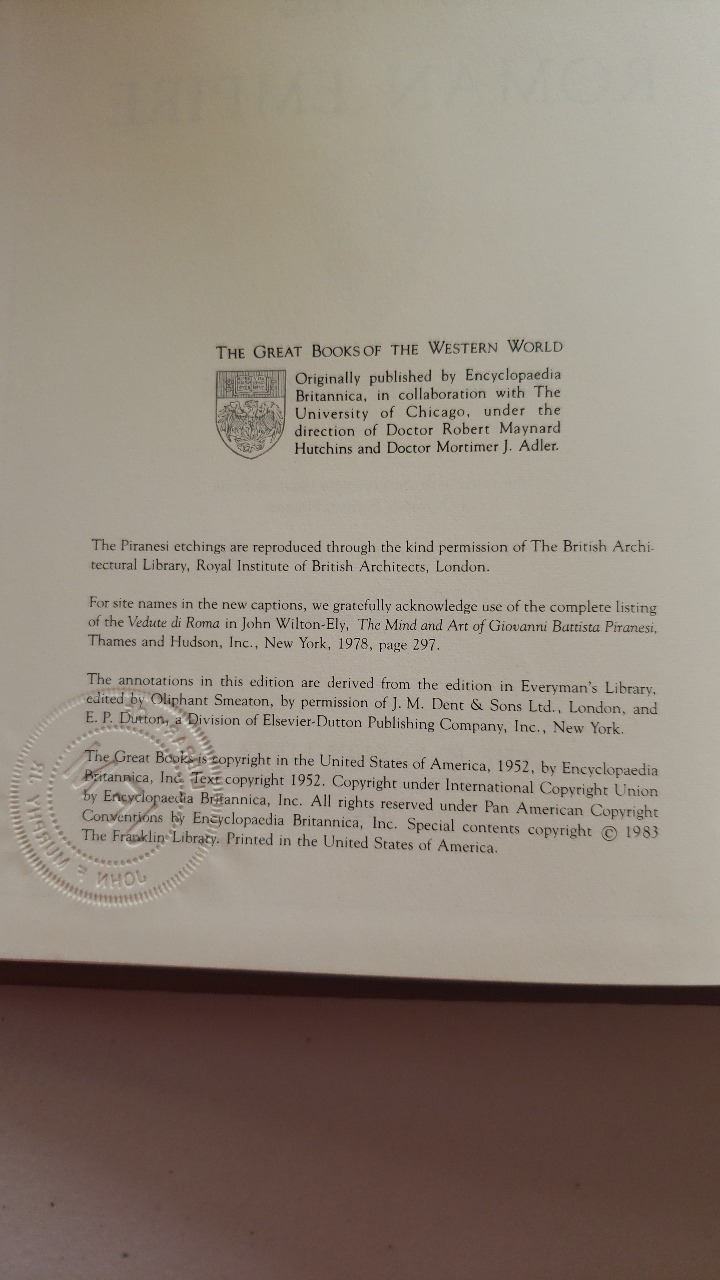 ROMAN EMPIRE
THE GREAT BOOKS OF THE WESTERN WORLD
Originally published by Encyclopaedia
Britannica, in collaboration with The
University of Chicago, under the
direction of Doctor Robert Maynard
Hutchins and Doctor Mortimer J. Adler.
The Piranesi etchings are reproduced through the kind permission of The British Archi-
tectural Library, Royal Institute of British Architects, London.
For site names in the new captions, we gratefully acknowledge use of the complete listing
of the Vedute di Roma in John Wilton-Ely, The Mind and Art of Giovanni Battista Piranesi,
Thames and Hudson, Inc., New York, 1978, page 297.
The annotations in this edition are derived from the edition in Everyman's Library,
edited by Oliphant Smeaton, by permission of J. M. Dent & Sons Ltd., London, and
E. P. Dutton, a Division of Elsevier-Dutton Publishing Company, Inc., New York.
The Great Books is copyright in the United States of America, 1952, by Encyclopaedia
Britannica, Inc. Text copyright 1952. Copyright under International Copyright Union
by Encyclopaedia Britannica, Inc. All rights reserved under Pan American Copyright
Conventions by Encyclopaedia Britannica, Inc. Special contents copyright © 1983
The Franklin Library. Printed in the United States of America.
JOHN F MURPHY JR